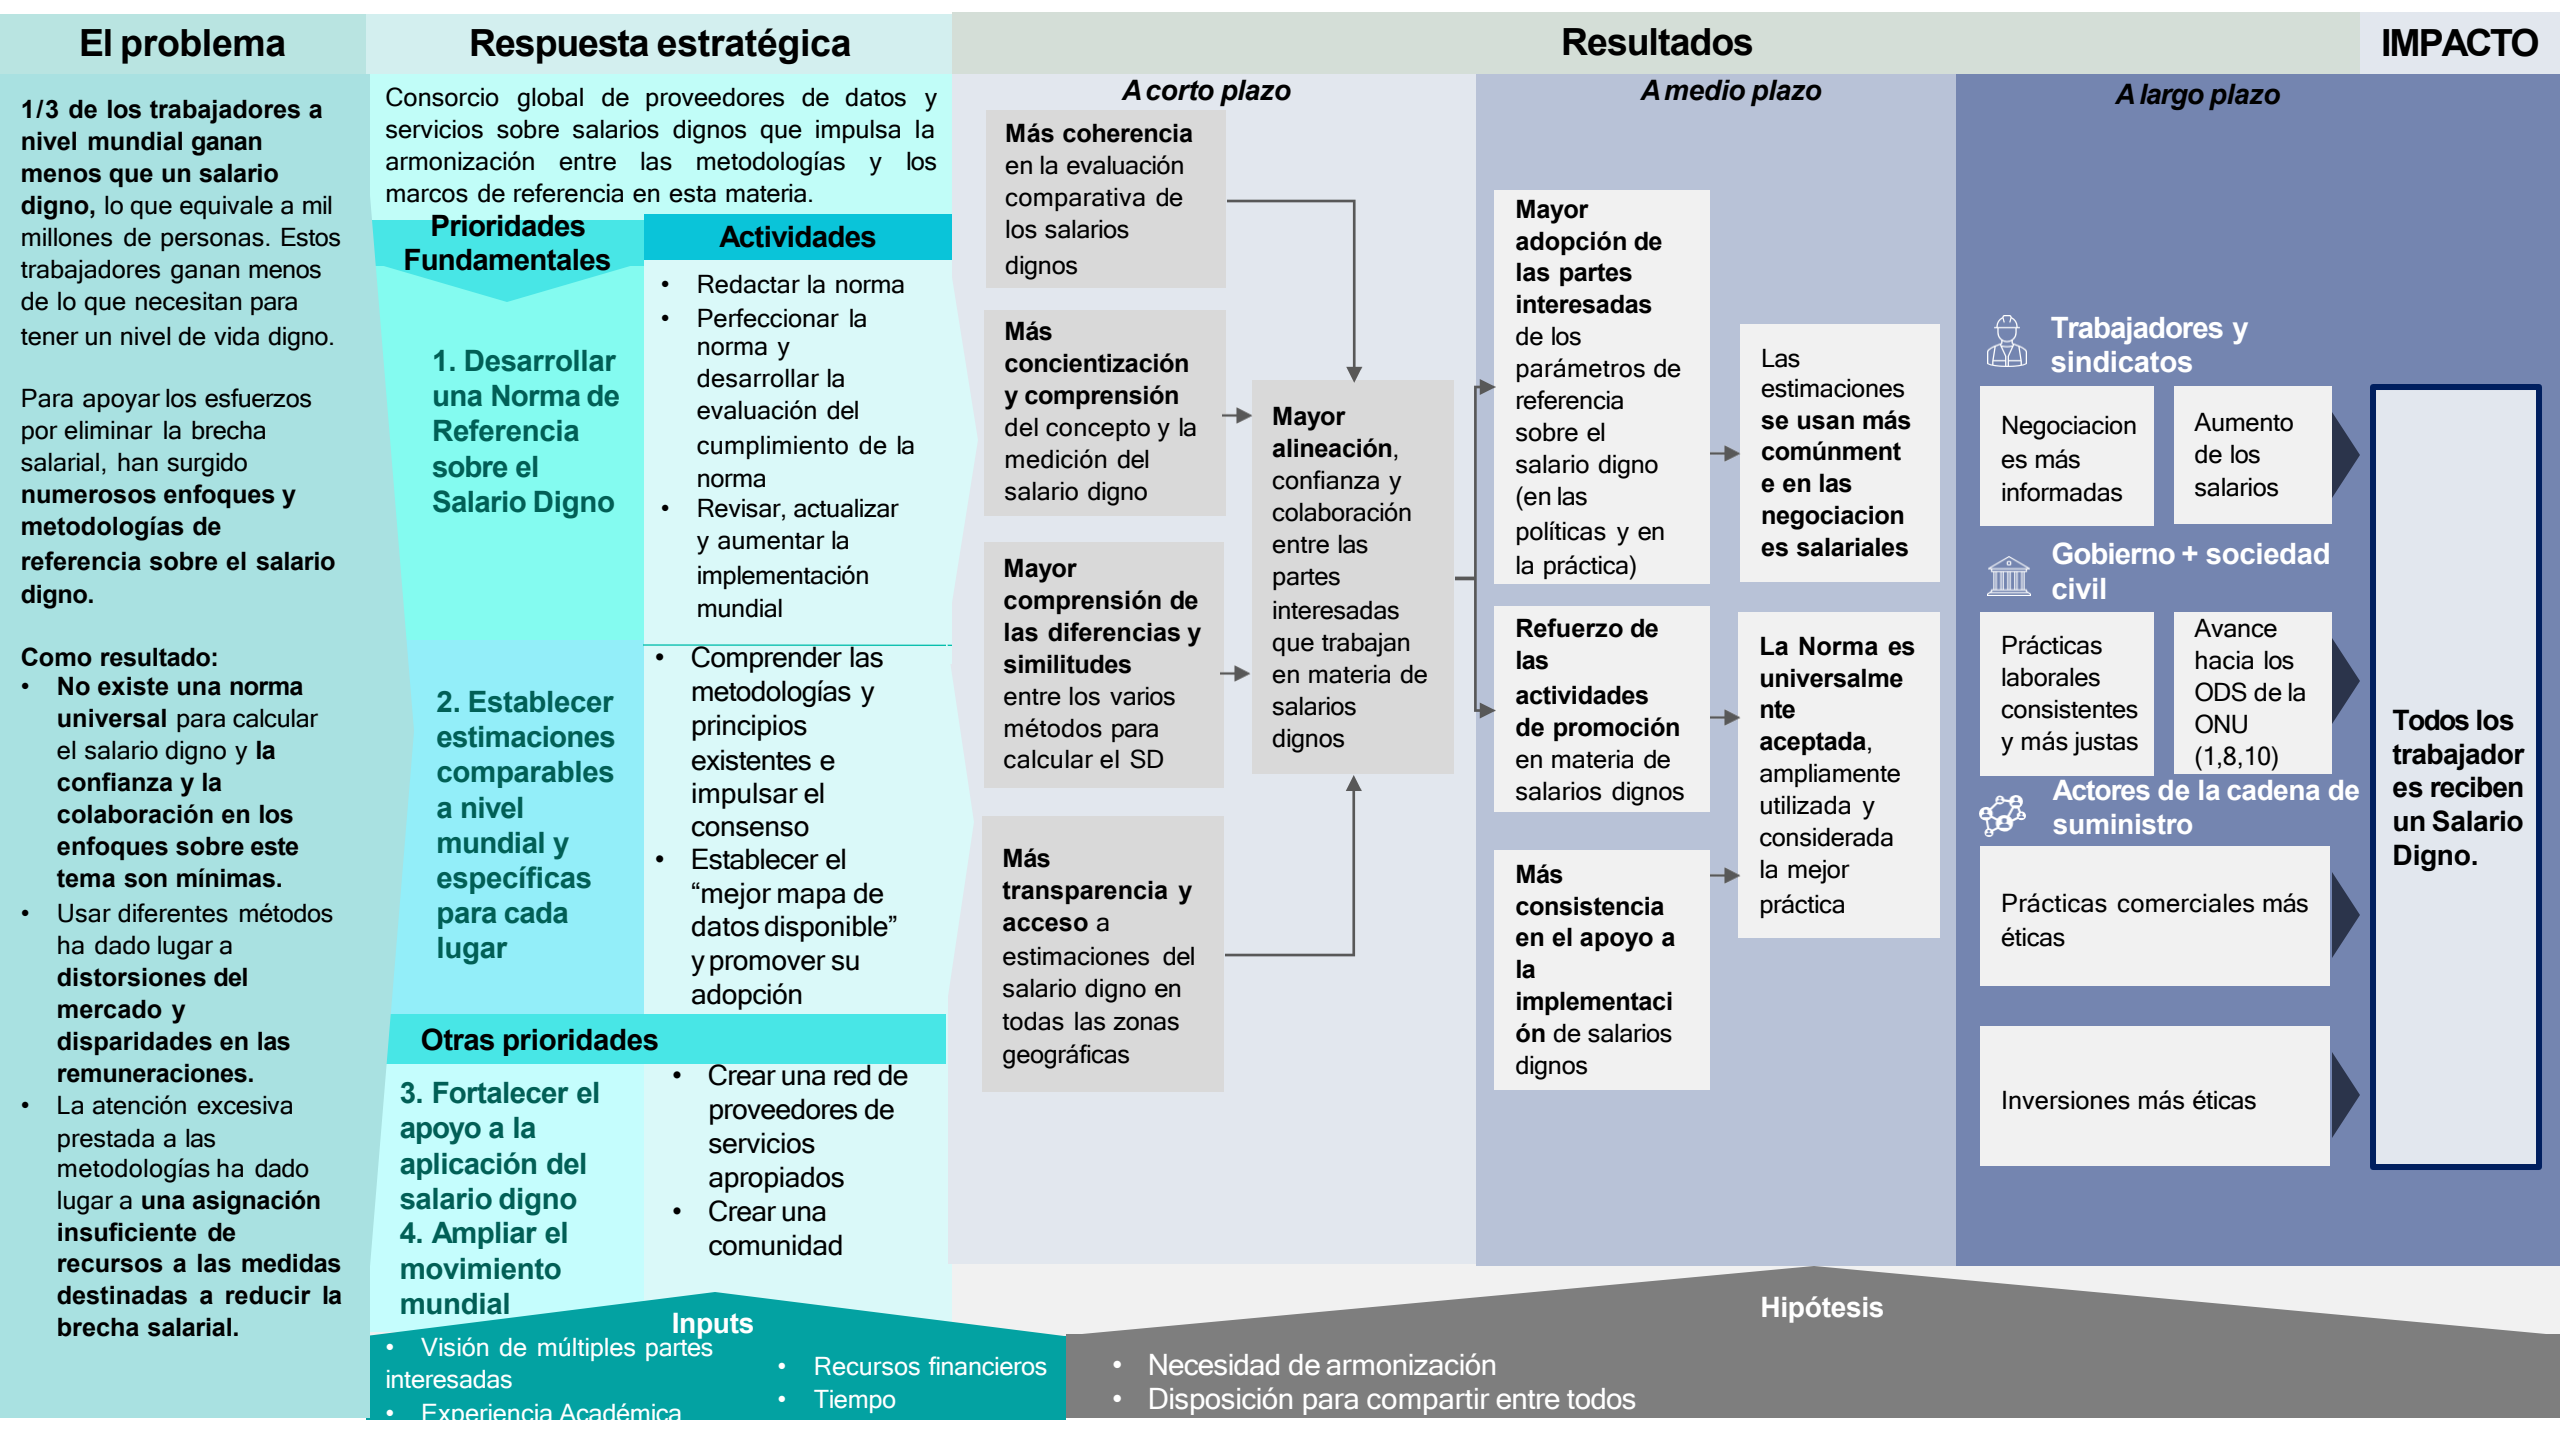 El problema
1/3 de los trabajadores a
nivel mundial ganan
menos que un salario
digno, lo que equivale a mil
millones de personas. Estos
trabajadores ganan menos
de lo que necesitan para
tener un nivel de vida digno.
Para apoyar los esfuerzos
por eliminar la brecha
salarial, han surgido
numerosos enfoques y
metodologías de
referencia sobre el salario
digno.
Como resultado:
• No existe una norma
universal para calcular
el salario digno y la
confianza y la
colaboración en los
enfoques sobre este
tema son mínimas.
• Usar diferentes métodos
ha dado lugar a
distorsiones del
mercado y
disparidades en las
remuneraciones.
• La atención excesiva
prestada a las
metodologías ha dado
lugar a una asignación
insuficiente de
recursos a las medidas
destinadas a reducir la
brecha salarial.
Respuesta estratégica
Consorcio global de proveedores de datos y
servicios sobre salarios dignos que impulsa la
armonización entre las metodologías y los
marcos de referencia en esta materia.
Prioridades
Fundamentales
Actividades
1. Desarrollar
una Norma de
Referencia
sobre el
Salario Digno
• Redactar la norma
• Perfeccionar la
norma y
desarrollar la
evaluación del
cumplimiento de la
norma
• Revisar, actualizar
y aumentar la
implementación
mundial
2. Establecer
estimaciones
comparables
a nivel
mundial y
específicas
para cada
lugar
• Comprender las
metodologías y
principios
existentes e
impulsar el
consenso
• Establecer el
“mejor mapa de
datos disponible”
y promover su
adopción
Otras prioridades
3. Fortalecer el
apoyo a la
aplicación del
salario digno
4. Ampliar el
movimiento
mundial
• Crear una red de
proveedores de
servicios
apropiados
• Crear una
comunidad
Inputs
• Visión de múltiples partes
interesadas
• Experiencia Académica
• Recursos financieros
• Tiempo
Resultados
A corto plazo
Más coherencia
en la evaluación
comparativa de
los salarios
dignos
Más
concientización
y comprensión
del concepto y la
medición del
salario digno
Mayor
comprensión de
las diferencias y
similitudes
entre los varios
métodos para
calcular el SD
Más
transparencia y
acceso a
estimaciones del
salario digno en
todas las zonas
geográficas
Mayor
alineación,
confianza y
colaboración
entre las
partes
interesadas
que trabajan
en materia de
salarios
dignos
A medio plazo
Mayor
adopción de
las partes
interesadas
de los
parámetros de
referencia
sobre el
salario digno
(en las
políticas y en
la práctica)
Refuerzo de
las
actividades
de promoción
en materia de
salarios dignos
Más
consistencia
en el apoyo a
la
implementaci
ón de salarios
dignos
Las
estimaciones
se usan más
comúnment
e en las
negociacion
es salariales
La Norma es
universalme
nte
aceptada,
ampliamente
utilizada y
considerada
la mejor
práctica
A largo plazo
Trabajadores y
sindicatos
Negociacion
es más
informadas
Aumento
de los
salarios
Gobierno + sociedad
civil
Prácticas
laborales
consistentes
y más justas
Avance
hacia los
ODS de la
ONU
(1,8,10)
Actores de la cadena de
suministro
Prácticas comerciales más
éticas
Inversiones más éticas
IMPACTO
Todos los
trabajador
es reciben
un Salario
Digno.
Hipótesis
• Necesidad de armonización
• Disposición para compartir entre todos